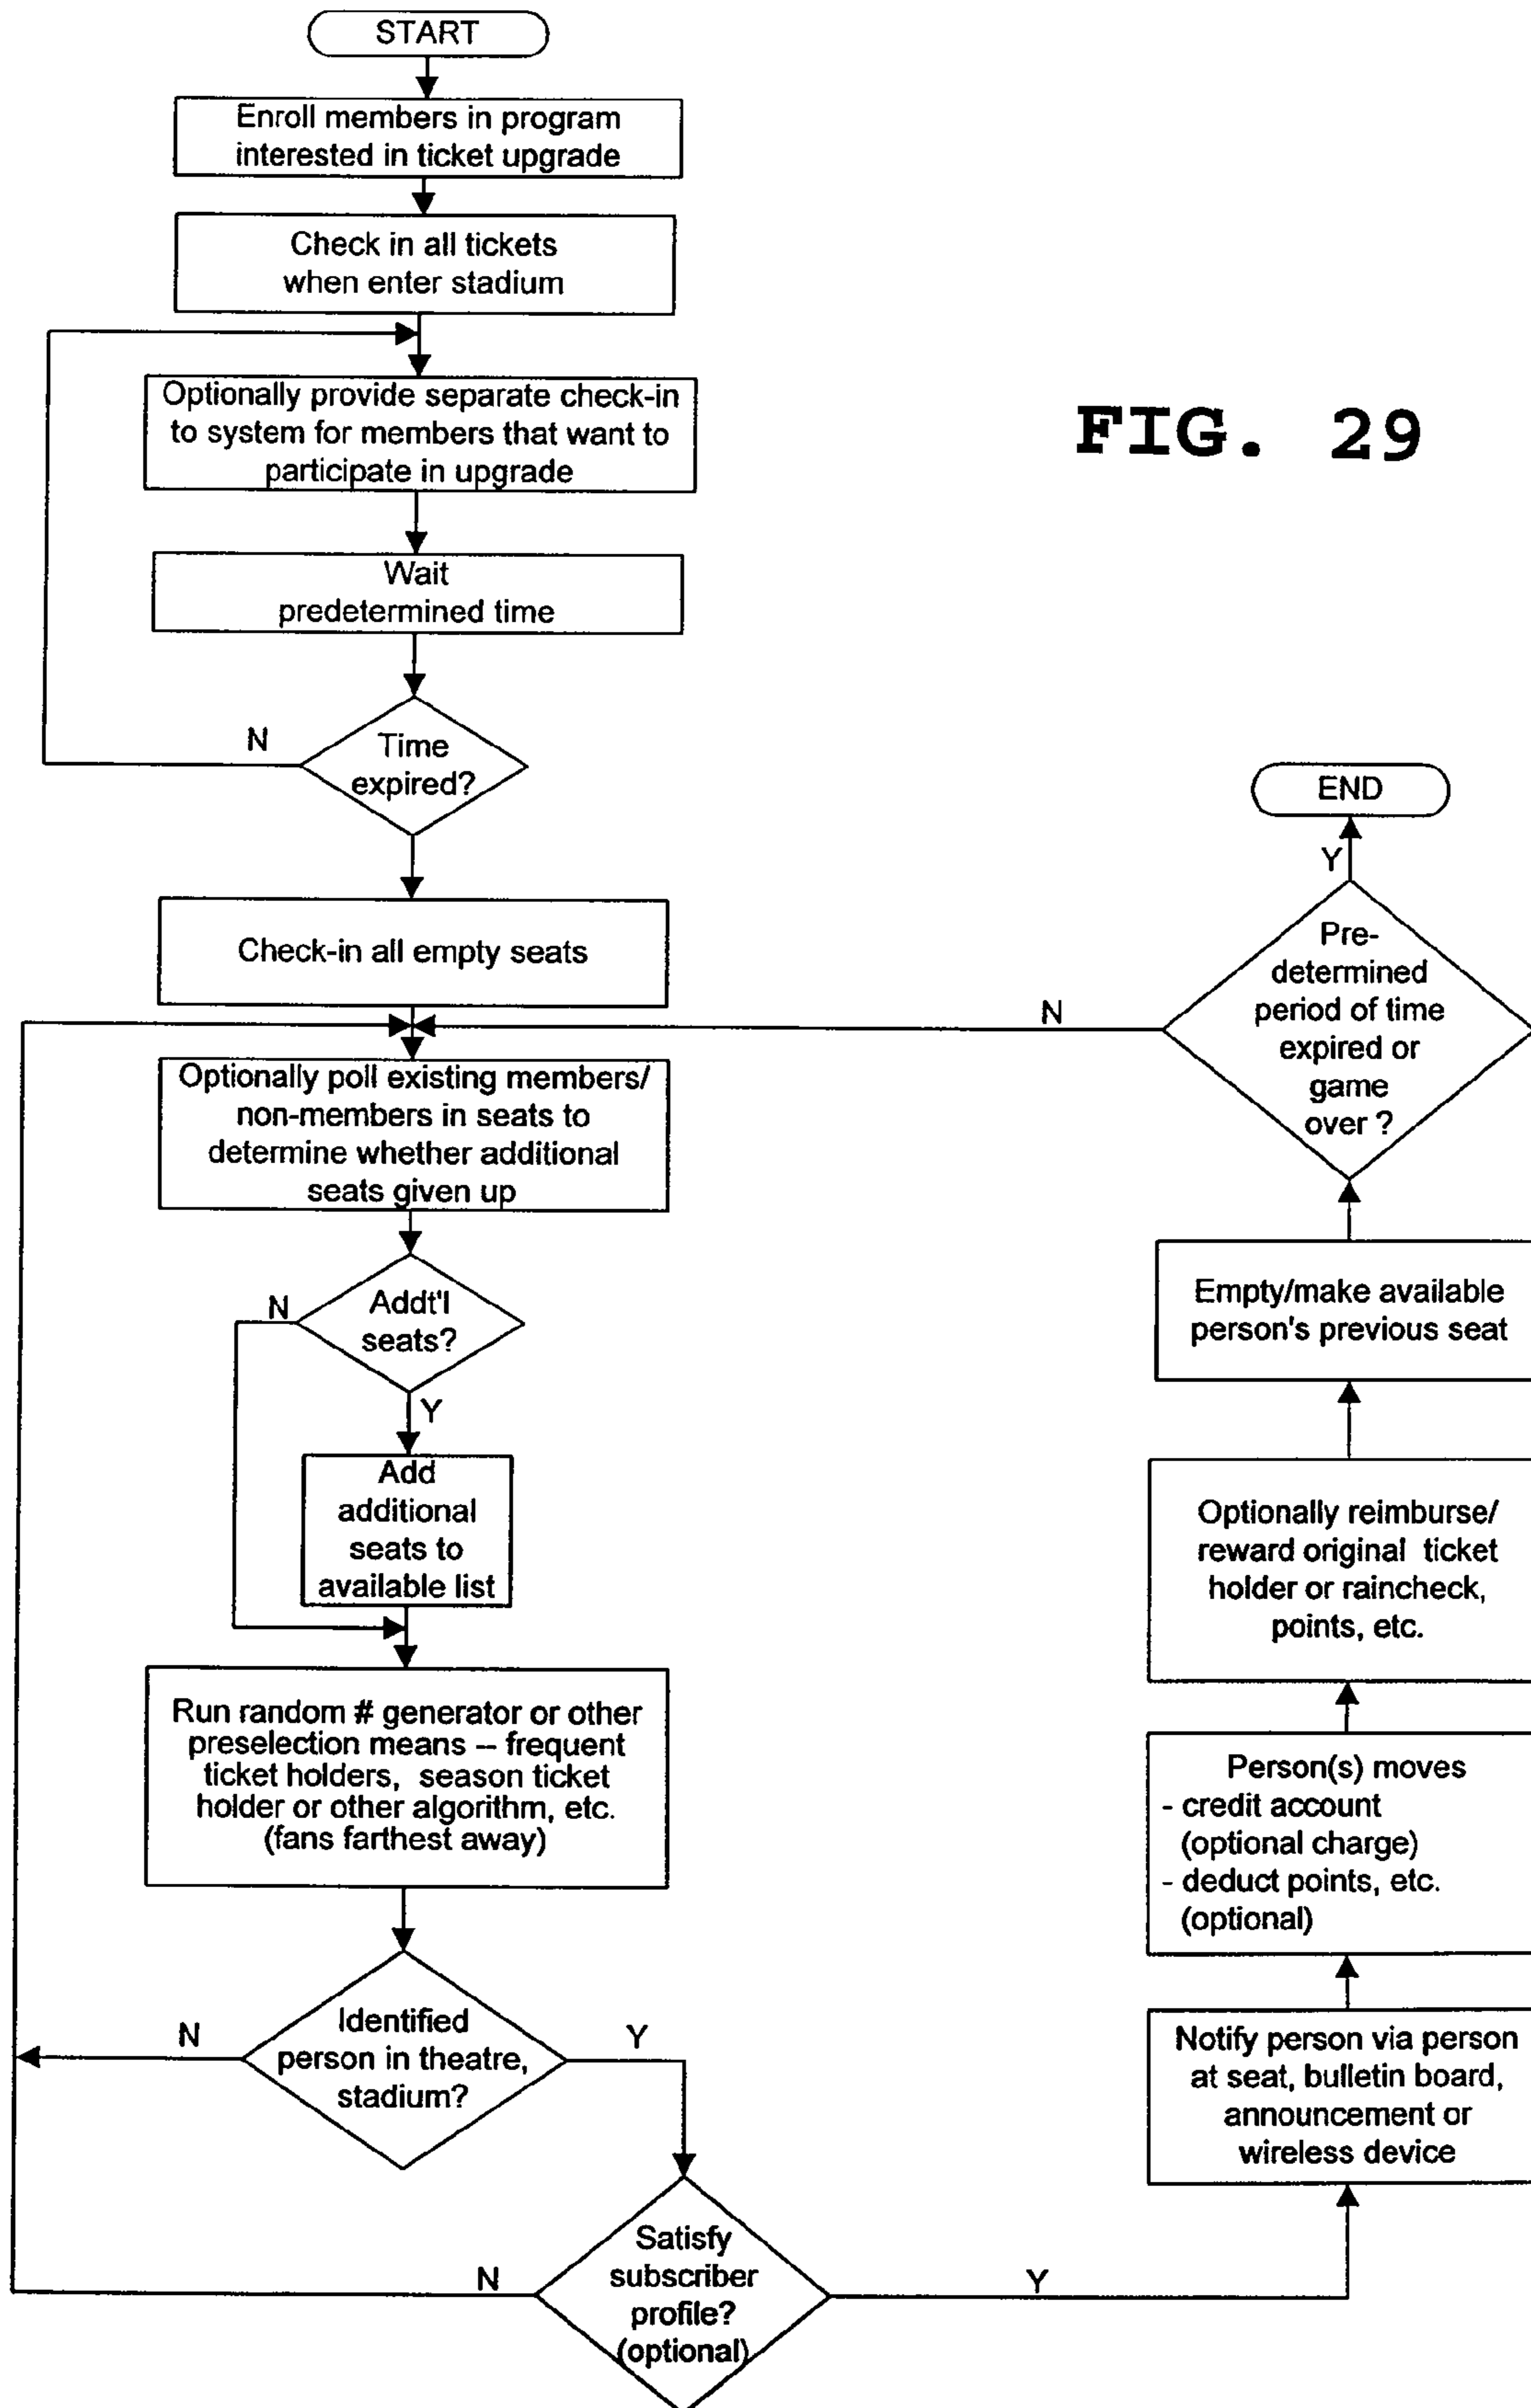 START
Enroll members in program
interested in ticket upgrade
Check in all tickets
when enter stadium
Optionally provide separate check-in
to system for members that want to
participate in upgrade
FIG. 29
Wait
predetermined time
N
Time
expired?
Check-in all empty seats
Optionally poll existing members/
non-members in seats to
determine whether additional
seats given up
N
Addt'l
seats?
Y
Add
additional
seats to
available list
Run random # generator or other
preselection means -- frequent
ticket holders, season ticket
holder or other algorithm, etc.
(fans farthest away)
N
Identified
person in theatre,
stadium?
Y
N
Satisfy
subscriber
profile?
(optional)
Y
Notify person via person
at seat, bulletin board,
announcement or
wireless device
Person(s) moves
- credit account
(optional charge)
- deduct points, etc.
(optional)
Optionally reimburse/
reward original ticket
holder or raincheck,
points, etc.
Empty/make available
person's previous seat
N
Pre-
determined
period of time
expired or
game
over ?
Y
END